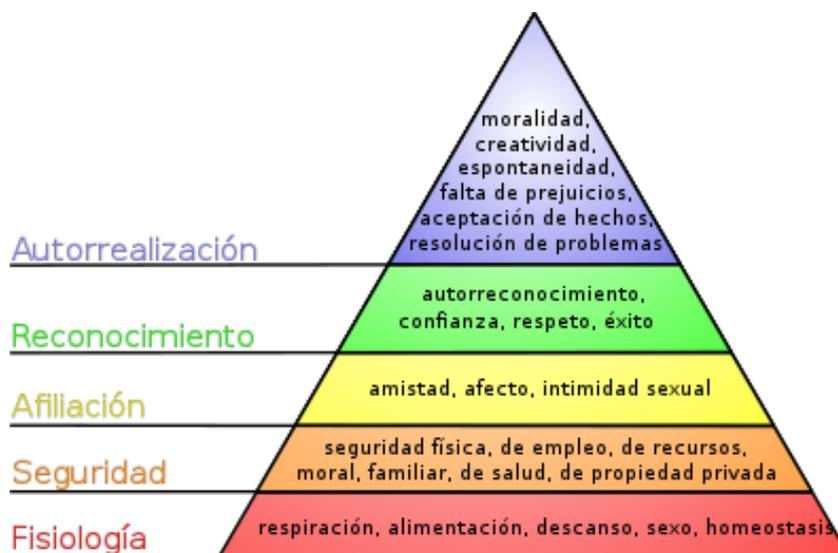 moralidad,
creatividad,
espontaneidad,
falta de prejuicios,
aceptación de hechos,
resolución de problemas
Autorrealización
autorreconocimiento,
confianza, respeto, éxito
Reconocimiento
amistad, afecto, intimidad sexual
Afiliación
seguridad física, de empleo, de recursos,
moral, familiar, de salud, de propiedad privada
Seguridad
respiración, alimentación, descanso, sexo, homeostasis
Fisiología